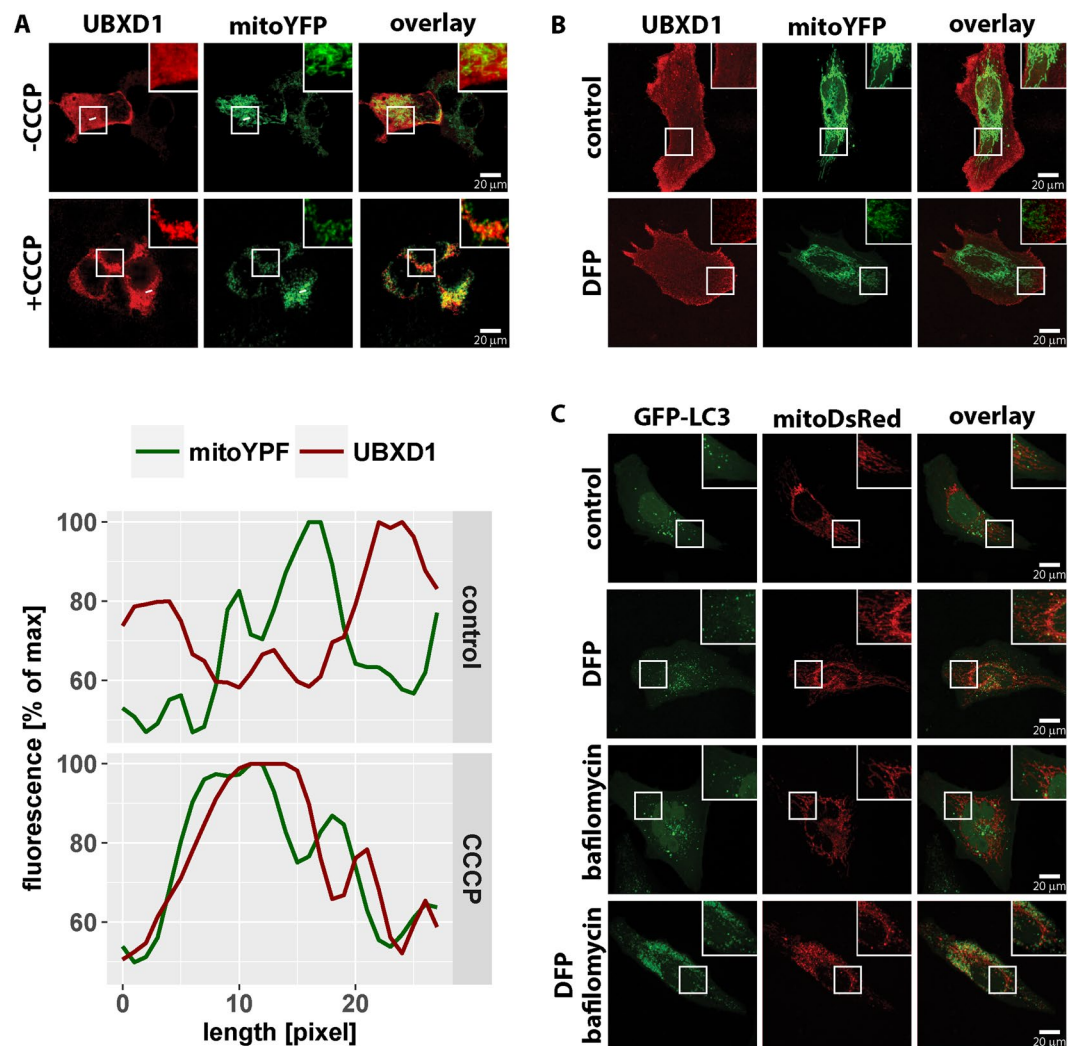 A
UBXD1 mitoYFP overlay
-CCCP
20 µm
+CCCP
20 µm
mitoYPF UBXD1
fluorescence [% of max]
100
80
60
control
100
80
60
CCCP
0 10 20
length [pixel]
B
UBXD1 mitoYFP overlay
control
20 µm
DFP
20 µm
C
GFP-LC3 mitoDsRed overlay
control
20 µm
DFP
20 µm
bafilomycin
20 µm
DFP
bafilomycin
20 µm